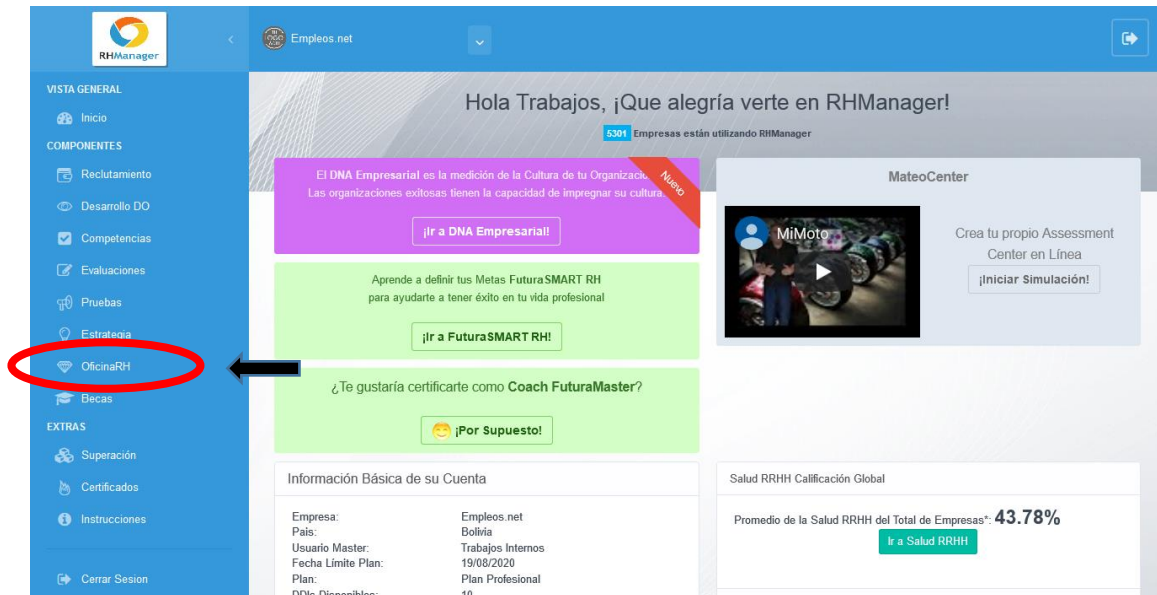 RHManager
Empleos.net
VISTA GENERAL
Inicio
COMPONENTES
Reclutamiento
Desarrollo DO
Competencias
Evaluaciones
Pruebas
Estrategia
OficinaRH
Becas
EXTRAS
Superación
Certificados
Instrucciones
Cerrar Sesion
Hola Trabajos, ¡Que alegría verte en RHManager!
5301 Empresas están utilizando RHManager
El DNA Empresarial es la medición de la Cultura de tu
Las organizaciones exitosas tienen la capacidad de impregnar su cultura
Nuevo
¡Ir a DNA Empresarial!
Aprende a definir tus Metas FuturaSMART RH
para ayudarte a tener éxito en tu vida profesional
¡Ir a FuturaSMART RH!
¿Te gustaría certificarte como Coach FuturaMaster?
¡Por Supuesto!
MateoCenter
MiMoto
Crea tu propio Assessment
Center en Línea
¡Iniciar Simulación!
Información Básica de su Cuenta
Empresa: Empleos.net
Pais: Bolivia
Usuario Master: Trabajos Internos
Fecha Límite Plan: 19/08/2020
Plan: Plan Profesional
DDIs Disponibles: 10
Salud RRHH Calificación Global
Promedio de la Salud RRHH del Total de Empresas*: 43.78%
Ir a Salud RRHH